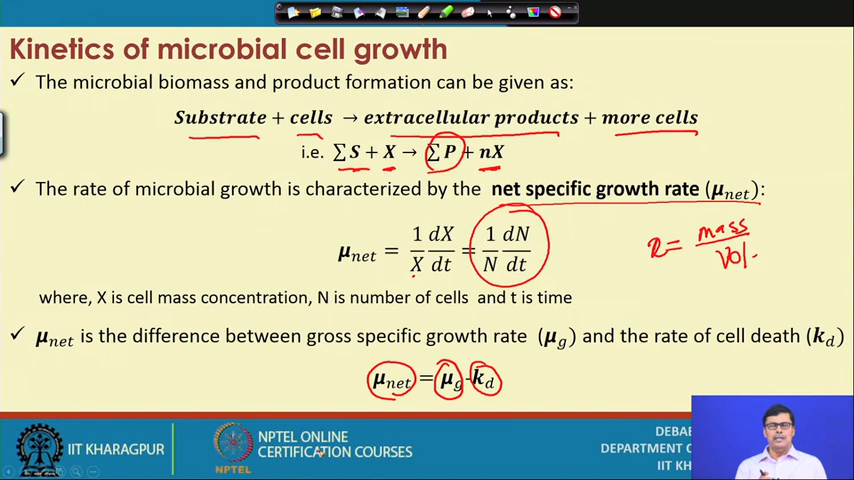 Kinetics of microbial cell growth
✓ The microbial biomass and product formation can be given as:
Substrate + cells → extracellular products + more cells
i.e. ∑ S + X → ∑ P + nX
✓ The rate of microbial growth is characterized by the net specific growth rate (μnet):
μnet = 1/X dX/dt = 1/N dN/dt
x = mass/vol.
where, X is cell mass concentration, N is number of cells and t is time
✓ μnet is the difference between gross specific growth rate (μg) and the rate of cell death (kd)
μnet = μg-kd
IIT KHARAGPUR
NPTEL
NPTEL ONLINE
CERTIFICATION COURSES
DEBA
DEPARTMENT O
IIT KHA